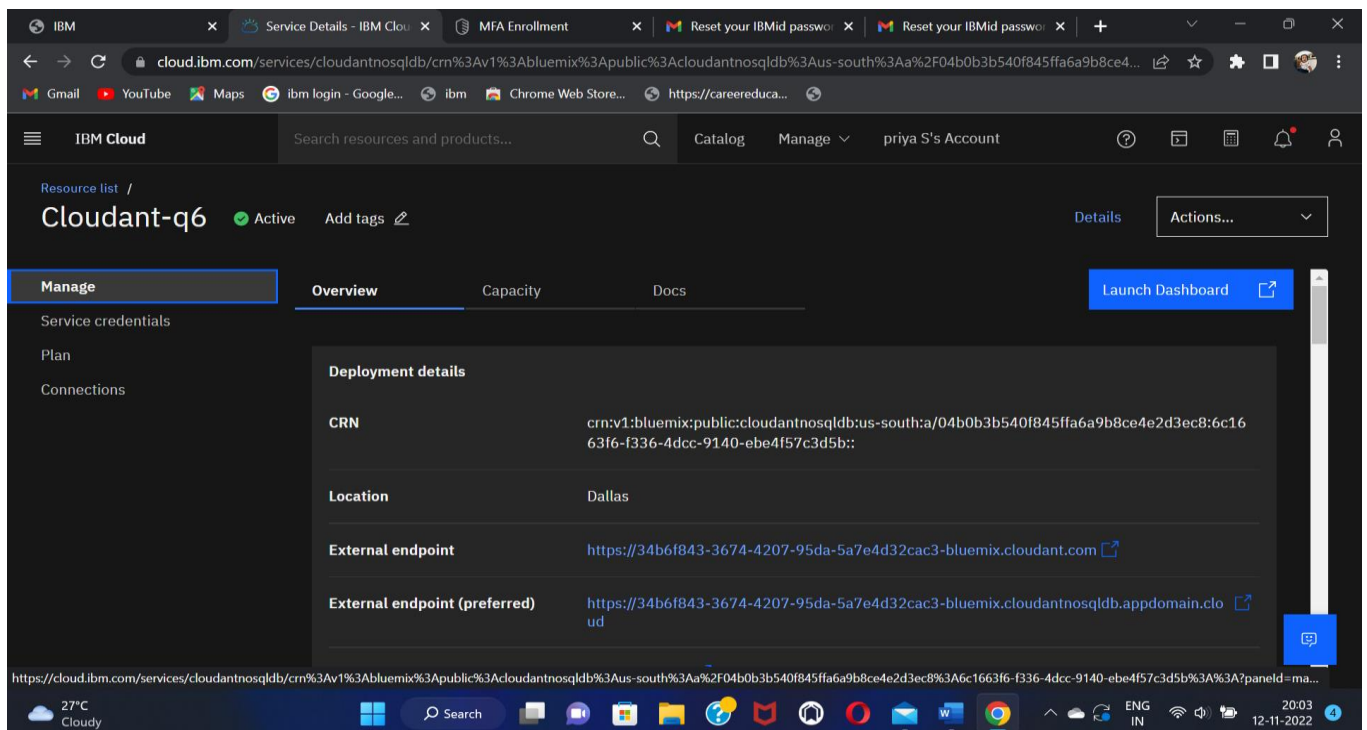 IBM
Service Details - IBM Clou
MFA Enrollment
Reset your IBMid passwor
Reset your IBMid passwor
cloud.ibm.com/services/cloudantnosqldb/crn%3Av1%3Abluemix%3Apublic%3Acloudantnosqldb%3Aus-south%3Aa%2F04b0b3b540f845ffa6a9b8ce4...
Gmail YouTube Maps ibm login - Google... ibm Chrome Web Store... https://careereduca...
IBM Cloud Search resources and products... Catalog Manage priya S's Account
Resource list /
Cloudant-q6 Active Add tags Details Actions...
Manage
Service credentials
Plan
Connections
Overview Capacity Docs Launch Dashboard
Deployment details
CRN crn:v1:bluemix:public:cloudantnosqldb:us-south:a/04b0b3b540f845ffa6a9b8ce4e2d3ec8:6c16
63f6-f336-4dcc-9140-ebe4f57c3d5b::
Location Dallas
External endpoint https://34b6f843-3674-4207-95da-5a7e4d32cac3-bluemix.cloudant.com
External endpoint (preferred) https://34b6f843-3674-4207-95da-5a7e4d32cac3-bluemix.cloudantnosqldb.appdomain.clo
ud
https://cloud.ibm.com/services/cloudantnosqldb/crn%3Av1%3Abluemix%3Apublic%3Acloudantnosqldb%3Aus-south%3Aa%2F04b0b3b540f845ffa6a9b8ce4e2d3ec8%3A6c1663f6-f336-4dcc-9140-ebe4f57c3d5b%3A%3A?paneId=ma...
27°C
Cloudy
Search
ENG
IN
20:03
12-11-2022
4